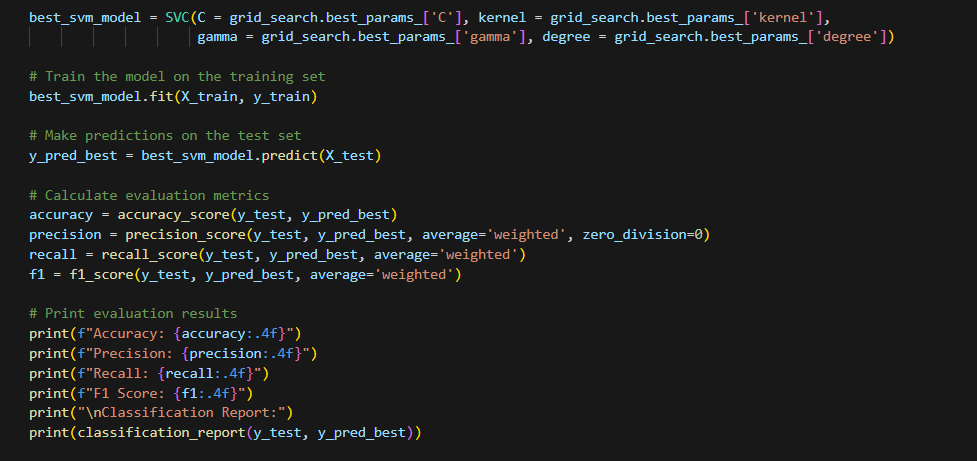 best_svm_model = SVC(C = grid_search.best_params_['C'], kernel = grid_search.best_params_['kernel'],
gamma = grid_search.best_params_['gamma'], degree = grid_search.best_params_['degree'])
# Train the model on the training set
best_svm_model.fit(X_train, y_train)
# Make predictions on the test set
y_pred_best = best_svm_model.predict(X_test)
# Calculate evaluation metrics
accuracy = accuracy_score(y_test, y_pred_best)
precision = precision_score(y_test, y_pred_best, average='weighted', zero_division=0)
recall = recall_score(y_test, y_pred_best, average='weighted')
f1 = f1_score(y_test, y_pred_best, average='weighted')
# Print evaluation results
print(f"Accuracy: {accuracy:.4f}")
print(f"Precision: {precision:.4f}")
print(f"Recall: {recall:.4f}")
print(f"F1 Score: {f1:.4f}")
print("\nClassification Report:")
print(classification_report(y_test, y_pred_best))